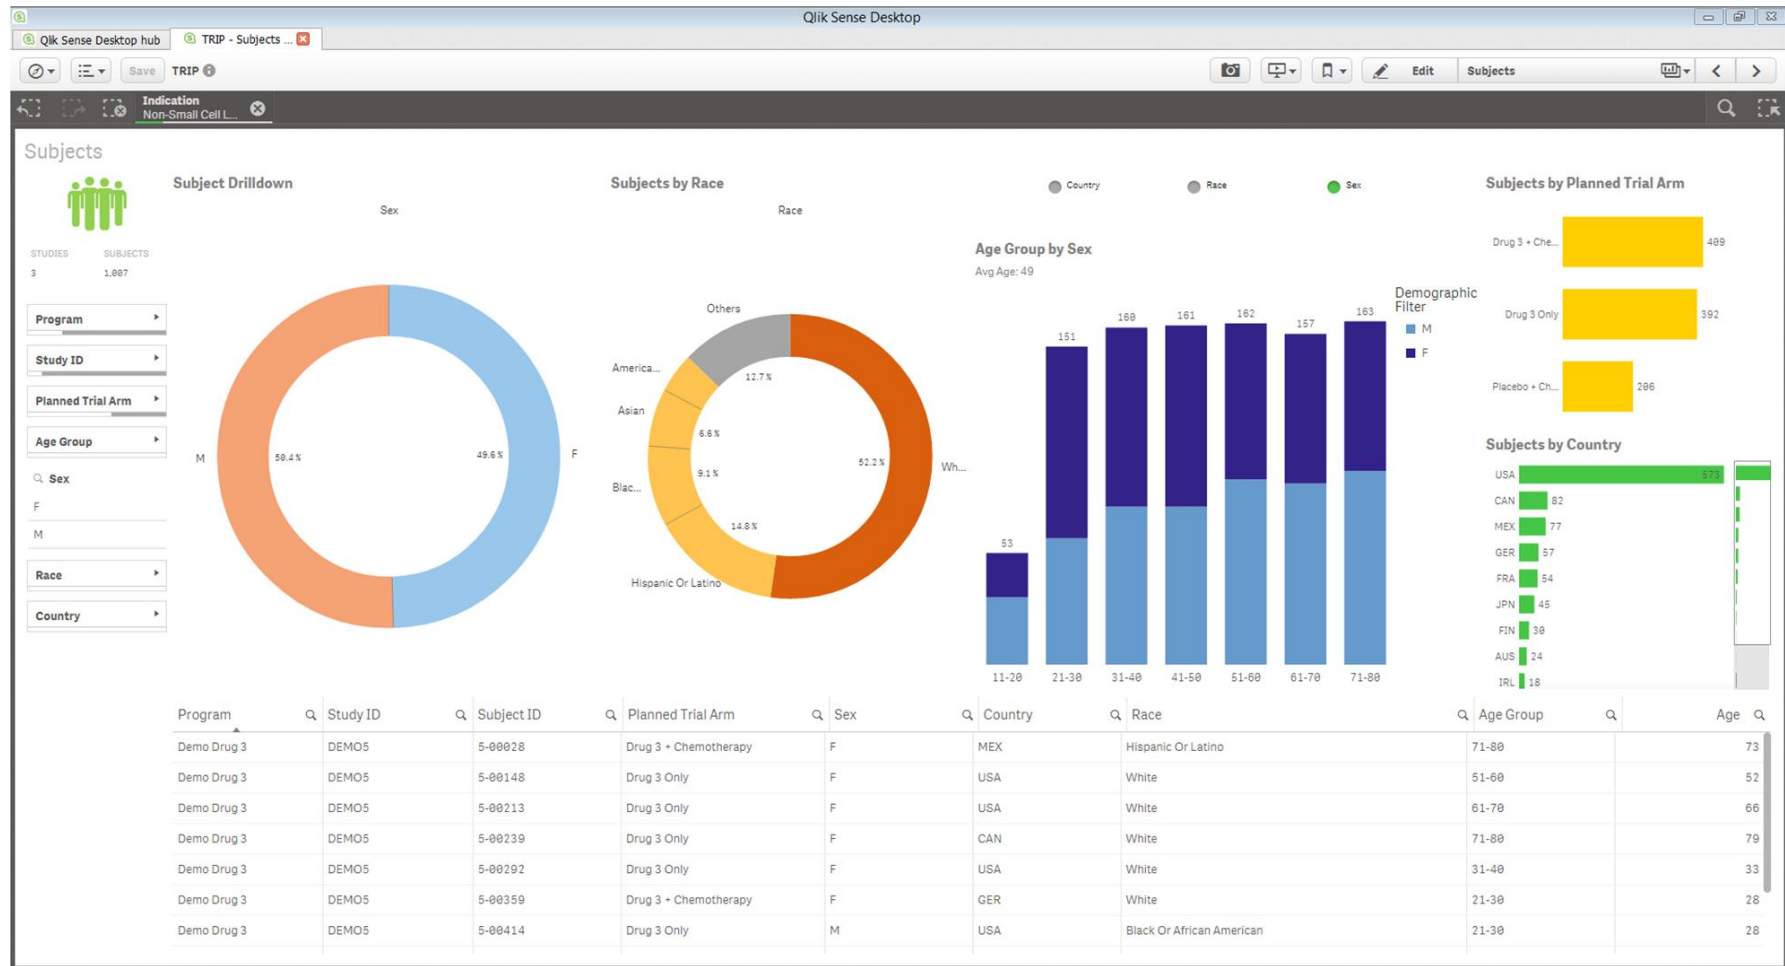 Qlik Sense Desktop
Qlik Sense Desktop hub
TRIP - Subjects ...
Save
TRIP
Edit
Subjects
Indication
Non-Small Cell L...
Subjects
STUDIES SUBJECTS
3 1,007
Program
Study ID
Planned Trial Arm
Age Group
Sex
F
M
Race
Country
Subject Drilldown
Sex
M
50.4%
49.6%
F
Subjects by Race
Race
Others
America...
Asian
Blac...
Hispanic Or Latino
Wh...
12.7%
6.6%
9.1%
14.8%
52.2%
Country
Race
Sex
Age Group by Sex
Avg Age: 49
Demographic
Filter
M
F
53
151
160
161
162
157
163
11-20
21-30
31-40
41-50
51-60
61-70
71-80
Subjects by Planned Trial Arm
Drug 3 + Che... 409
Drug 3 Only 392
Placebo + Ch... 206
Subjects by Country
USA 573
CAN 82
MEX 77
GER 57
FRA 54
JPN 45
FIN 30
AUS 24
IRL 18
Program Study ID Subject ID Planned Trial Arm Sex Country Race Age Group Age
Demo Drug 3 DEMO5 5-00028 Drug 3 + Chemotherapy F MEX Hispanic Or Latino 71-80 73
Demo Drug 3 DEMO5 5-00148 Drug 3 Only F USA White 51-60 52
Demo Drug 3 DEMO5 5-00213 Drug 3 Only F USA White 61-70 66
Demo Drug 3 DEMO5 5-00239 Drug 3 Only F CAN White 71-80 79
Demo Drug 3 DEMO5 5-00292 Drug 3 Only F USA White 31-40 33
Demo Drug 3 DEMO5 5-00359 Drug 3 + Chemotherapy F GER White 21-30 28
Demo Drug 3 DEMO5 5-00414 Drug 3 Only M USA Black Or African American 21-30 28